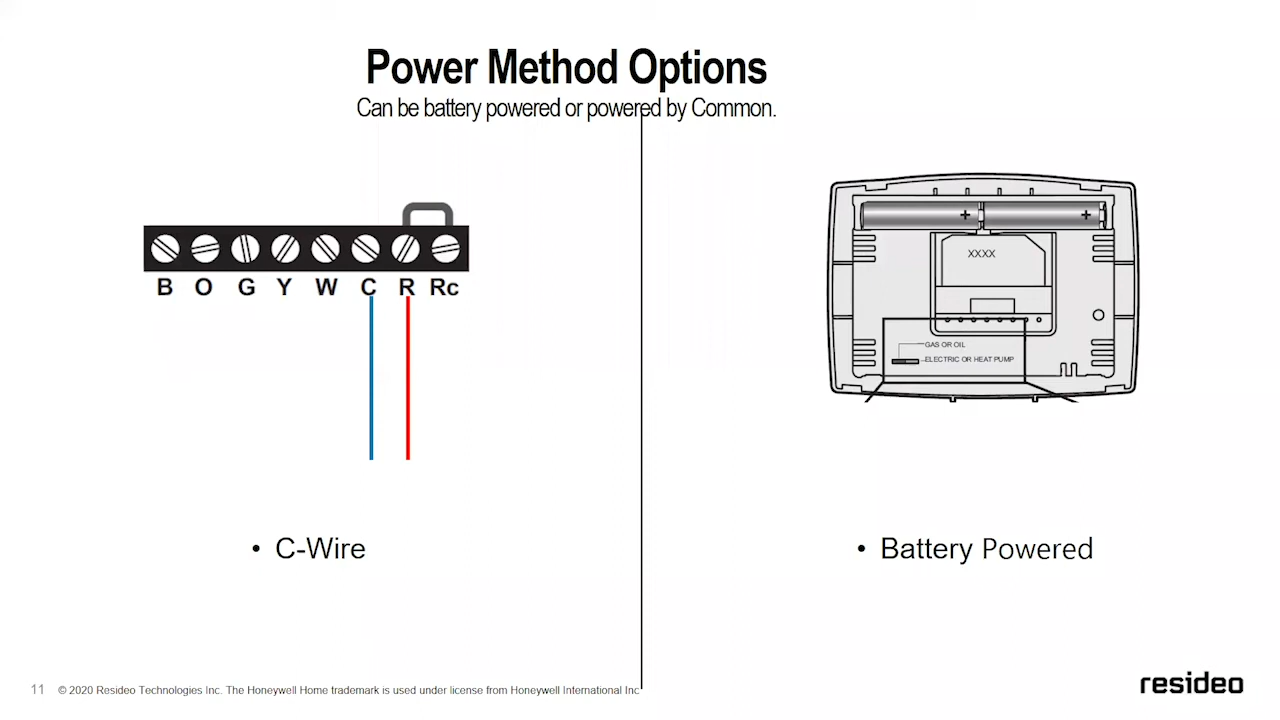 Power Method Options
Can be battery powered or powered by Common.
B O G Y W C R Rc
+ +
XXXX
GAS OR OIL
ELECTRIC OR HEAT PUMP
• C-Wire
• Battery Powered
11 © 2020 Resideo Technologies Inc. The Honeywell Home trademark is used under license from Honeywell International Inc
resideo